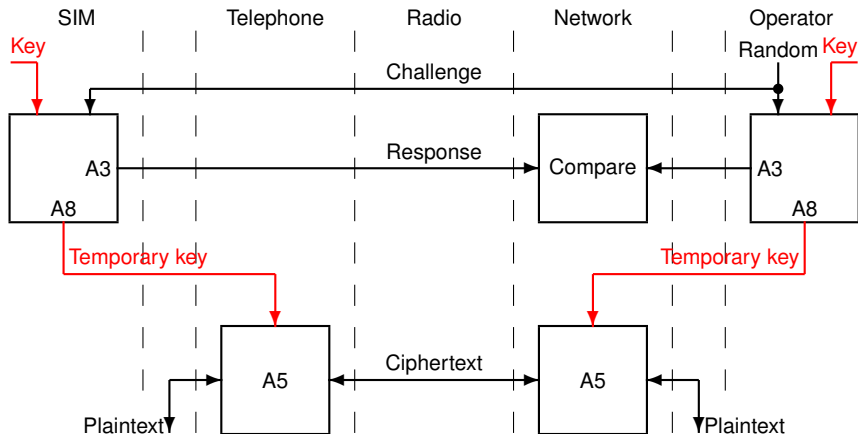 SIM Telephone Radio Network Operator
Key Random Key
Challenge
Response
A3 Compare A3
A8 A8
Temporary key Temporary key
Ciphertext
A5 A5
Plaintext Plaintext